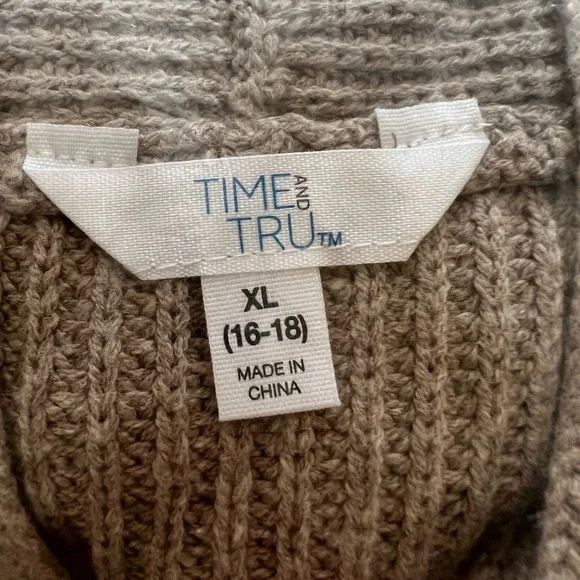 TIME AND
TRU™
XL
(16-18)
MADE IN
CHINA